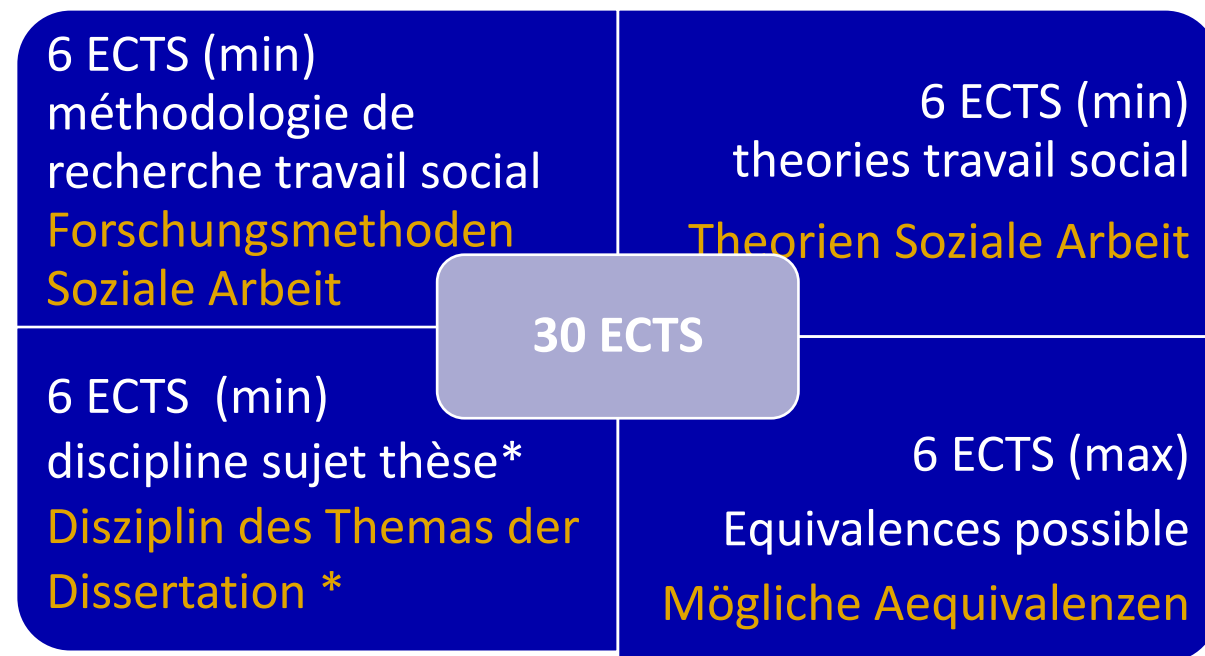 6 ECTS (min)
méthodologie de
recherche travail social
Forschungsmethoden
Soziale Arbeit
6 ECTS (min)
theories travail social
Theorien Soziale Arbeit
30 ECTS
6 ECTS (min)
discipline sujet thèse*
Disziplin des Themas der
Dissertation *
6 ECTS (max)
Equivalences possible
Mögliche Aequivalenzen